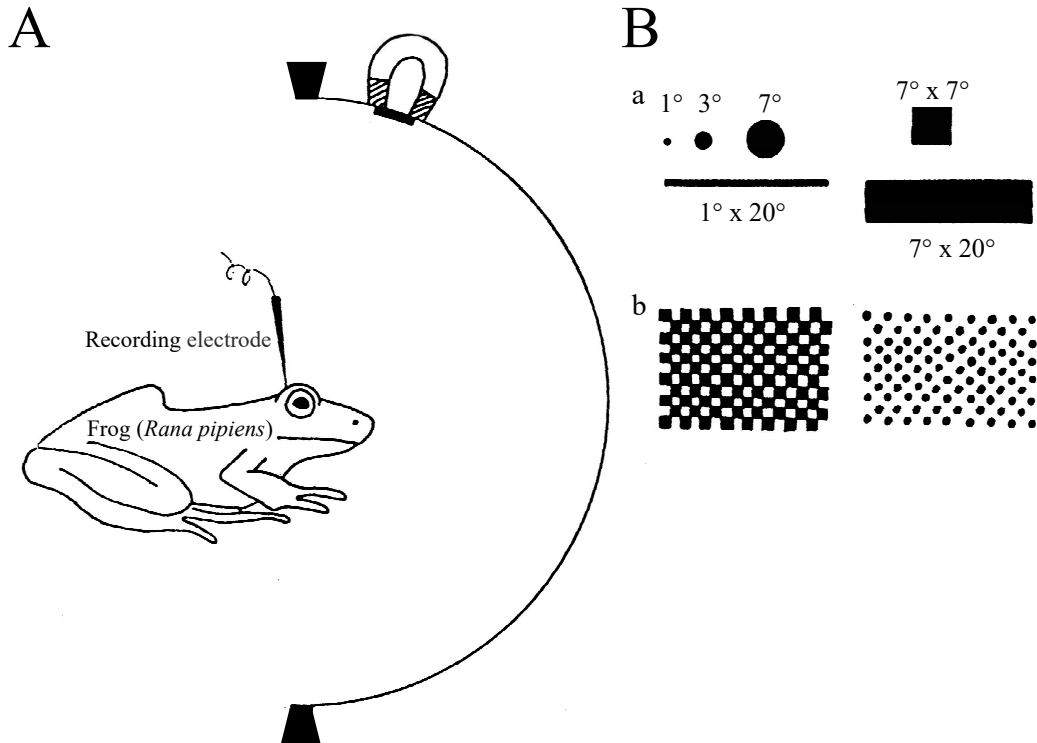 A
B
a
1° 3° 7°
7° x 7°
1° x 20°
7° x 20°
b
Recording electrode
Frog (Rana pipiens)